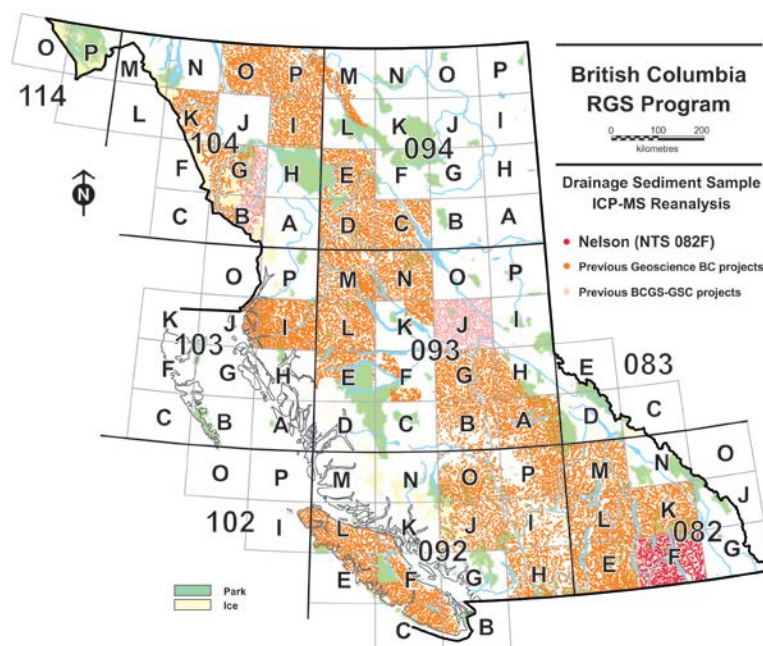 O P M N O P M N O P
114
L K J I L K J I
104 094
F G H E F G H
N
C B A D C B A
O P M N O P
K J I L K J I
103 093 E 083
F G H E F G H
C B A D C B A D C
O P M N O P M N O
102 I L K J I L K J
092 082
E F G H E F G
C B
Park
Ice
British Columbia
RGS Program
0 100 200
kilometres
Drainage Sediment Sample
ICP-MS Reanalysis
Nelson (NTS 082F)
Previous Geoscience BC projects
Previous BCGS-GSC projects